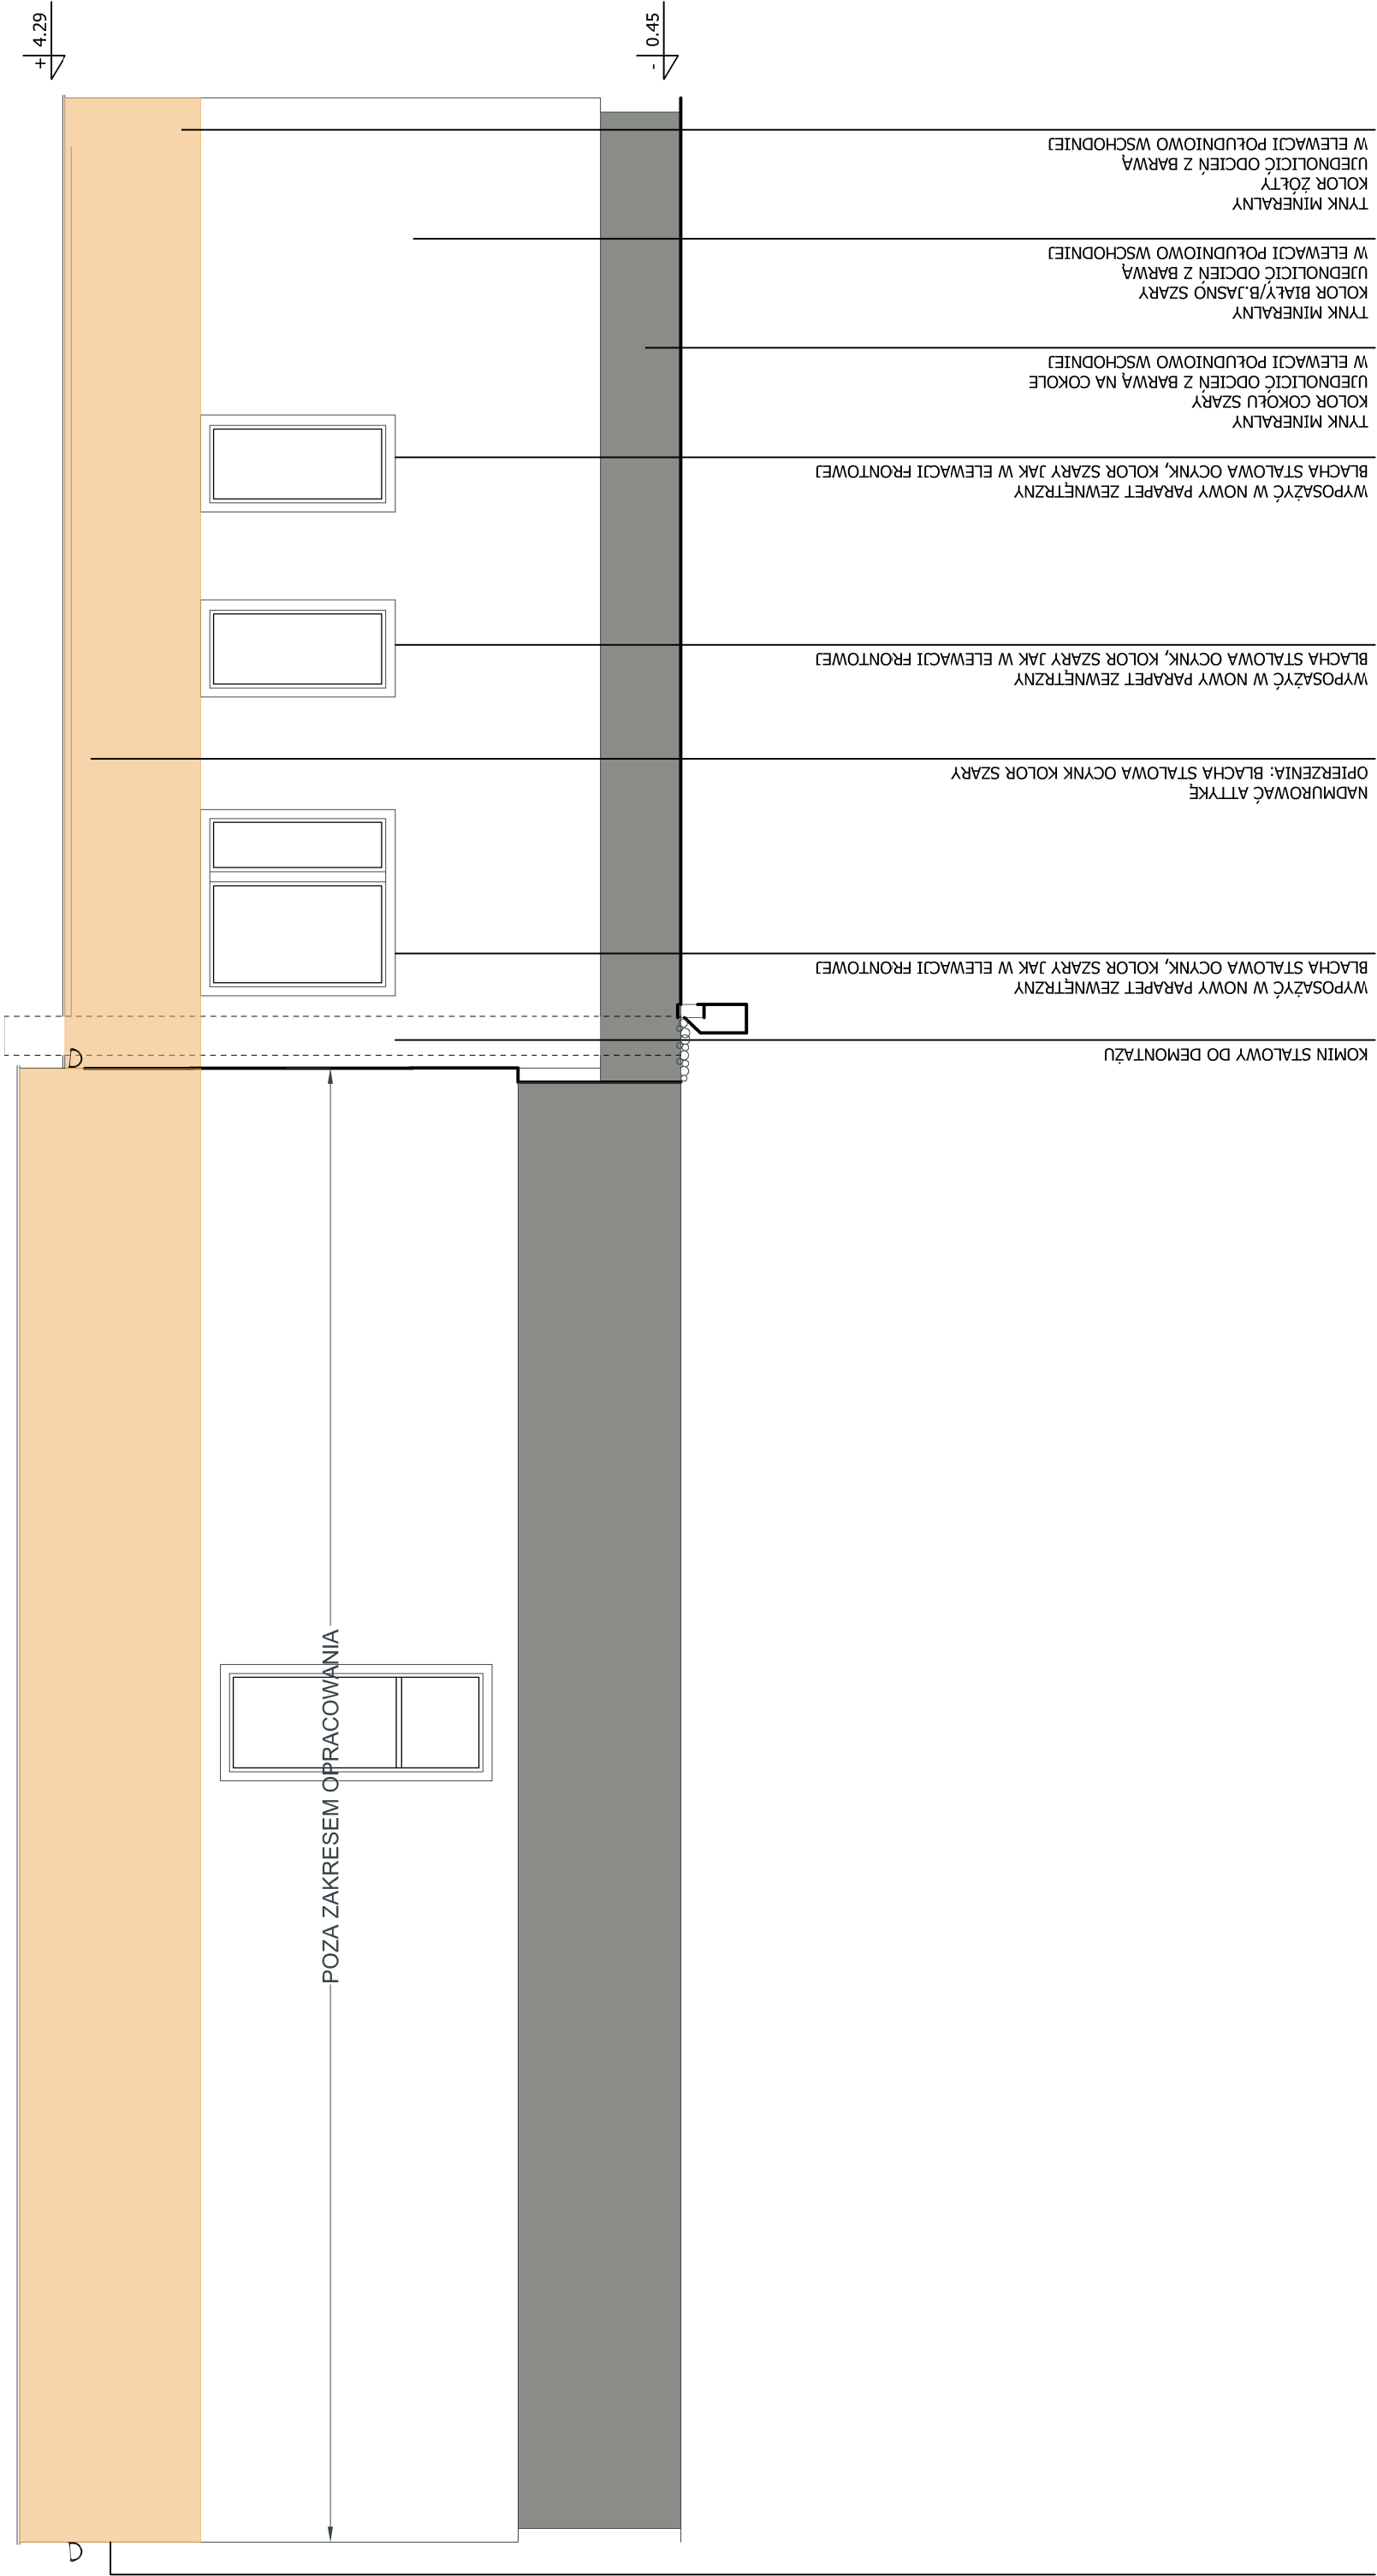 + 4.29
- 0.45
TYNK MINERALNY
KOLOR ŻÓŁTY
UJEDNOLICIĆ ODCIEŃ Z BARWĄ
W ELEWACJI POŁUDNIOWO WSCHODNIEJ
TYNK MINERALNY
KOLOR BIAŁY/B.JASNO SZARY
UJEDNOLICIĆ ODCIEŃ Z BARWĄ
W ELEWACJI POŁUDNIOWO WSCHODNIEJ
TYNK MINERALNY
KOLOR COKOŁU SZARY
UJEDNOLICIĆ ODCIEŃ Z BARWĄ NA COKOLE
W ELEWACJI POŁUDNIOWO WSCHODNIEJ
WYPOSAŻYĆ W NOWY PARAPET ZEWNĘTRZNY
BLACHA STALOWA OCYNK, KOLOR SZARY JAK W ELEWACJI FRONTOWEJ
WYPOSAŻYĆ W NOWY PARAPET ZEWNĘTRZNY
BLACHA STALOWA OCYNK, KOLOR SZARY JAK W ELEWACJI FRONTOWEJ
NADMUROWAĆ ATTYKĘ
OPIERZENIA: BLACHA STALOWA OCYNK KOLOR SZARY
WYPOSAŻYĆ W NOWY PARAPET ZEWNĘTRZNY
BLACHA STALOWA OCYNK, KOLOR SZARY JAK W ELEWACJI FRONTOWEJ
KOMIN STALOWY DO DEMONTAŻU
POZA ZAKRESEM OPRACOWANIA